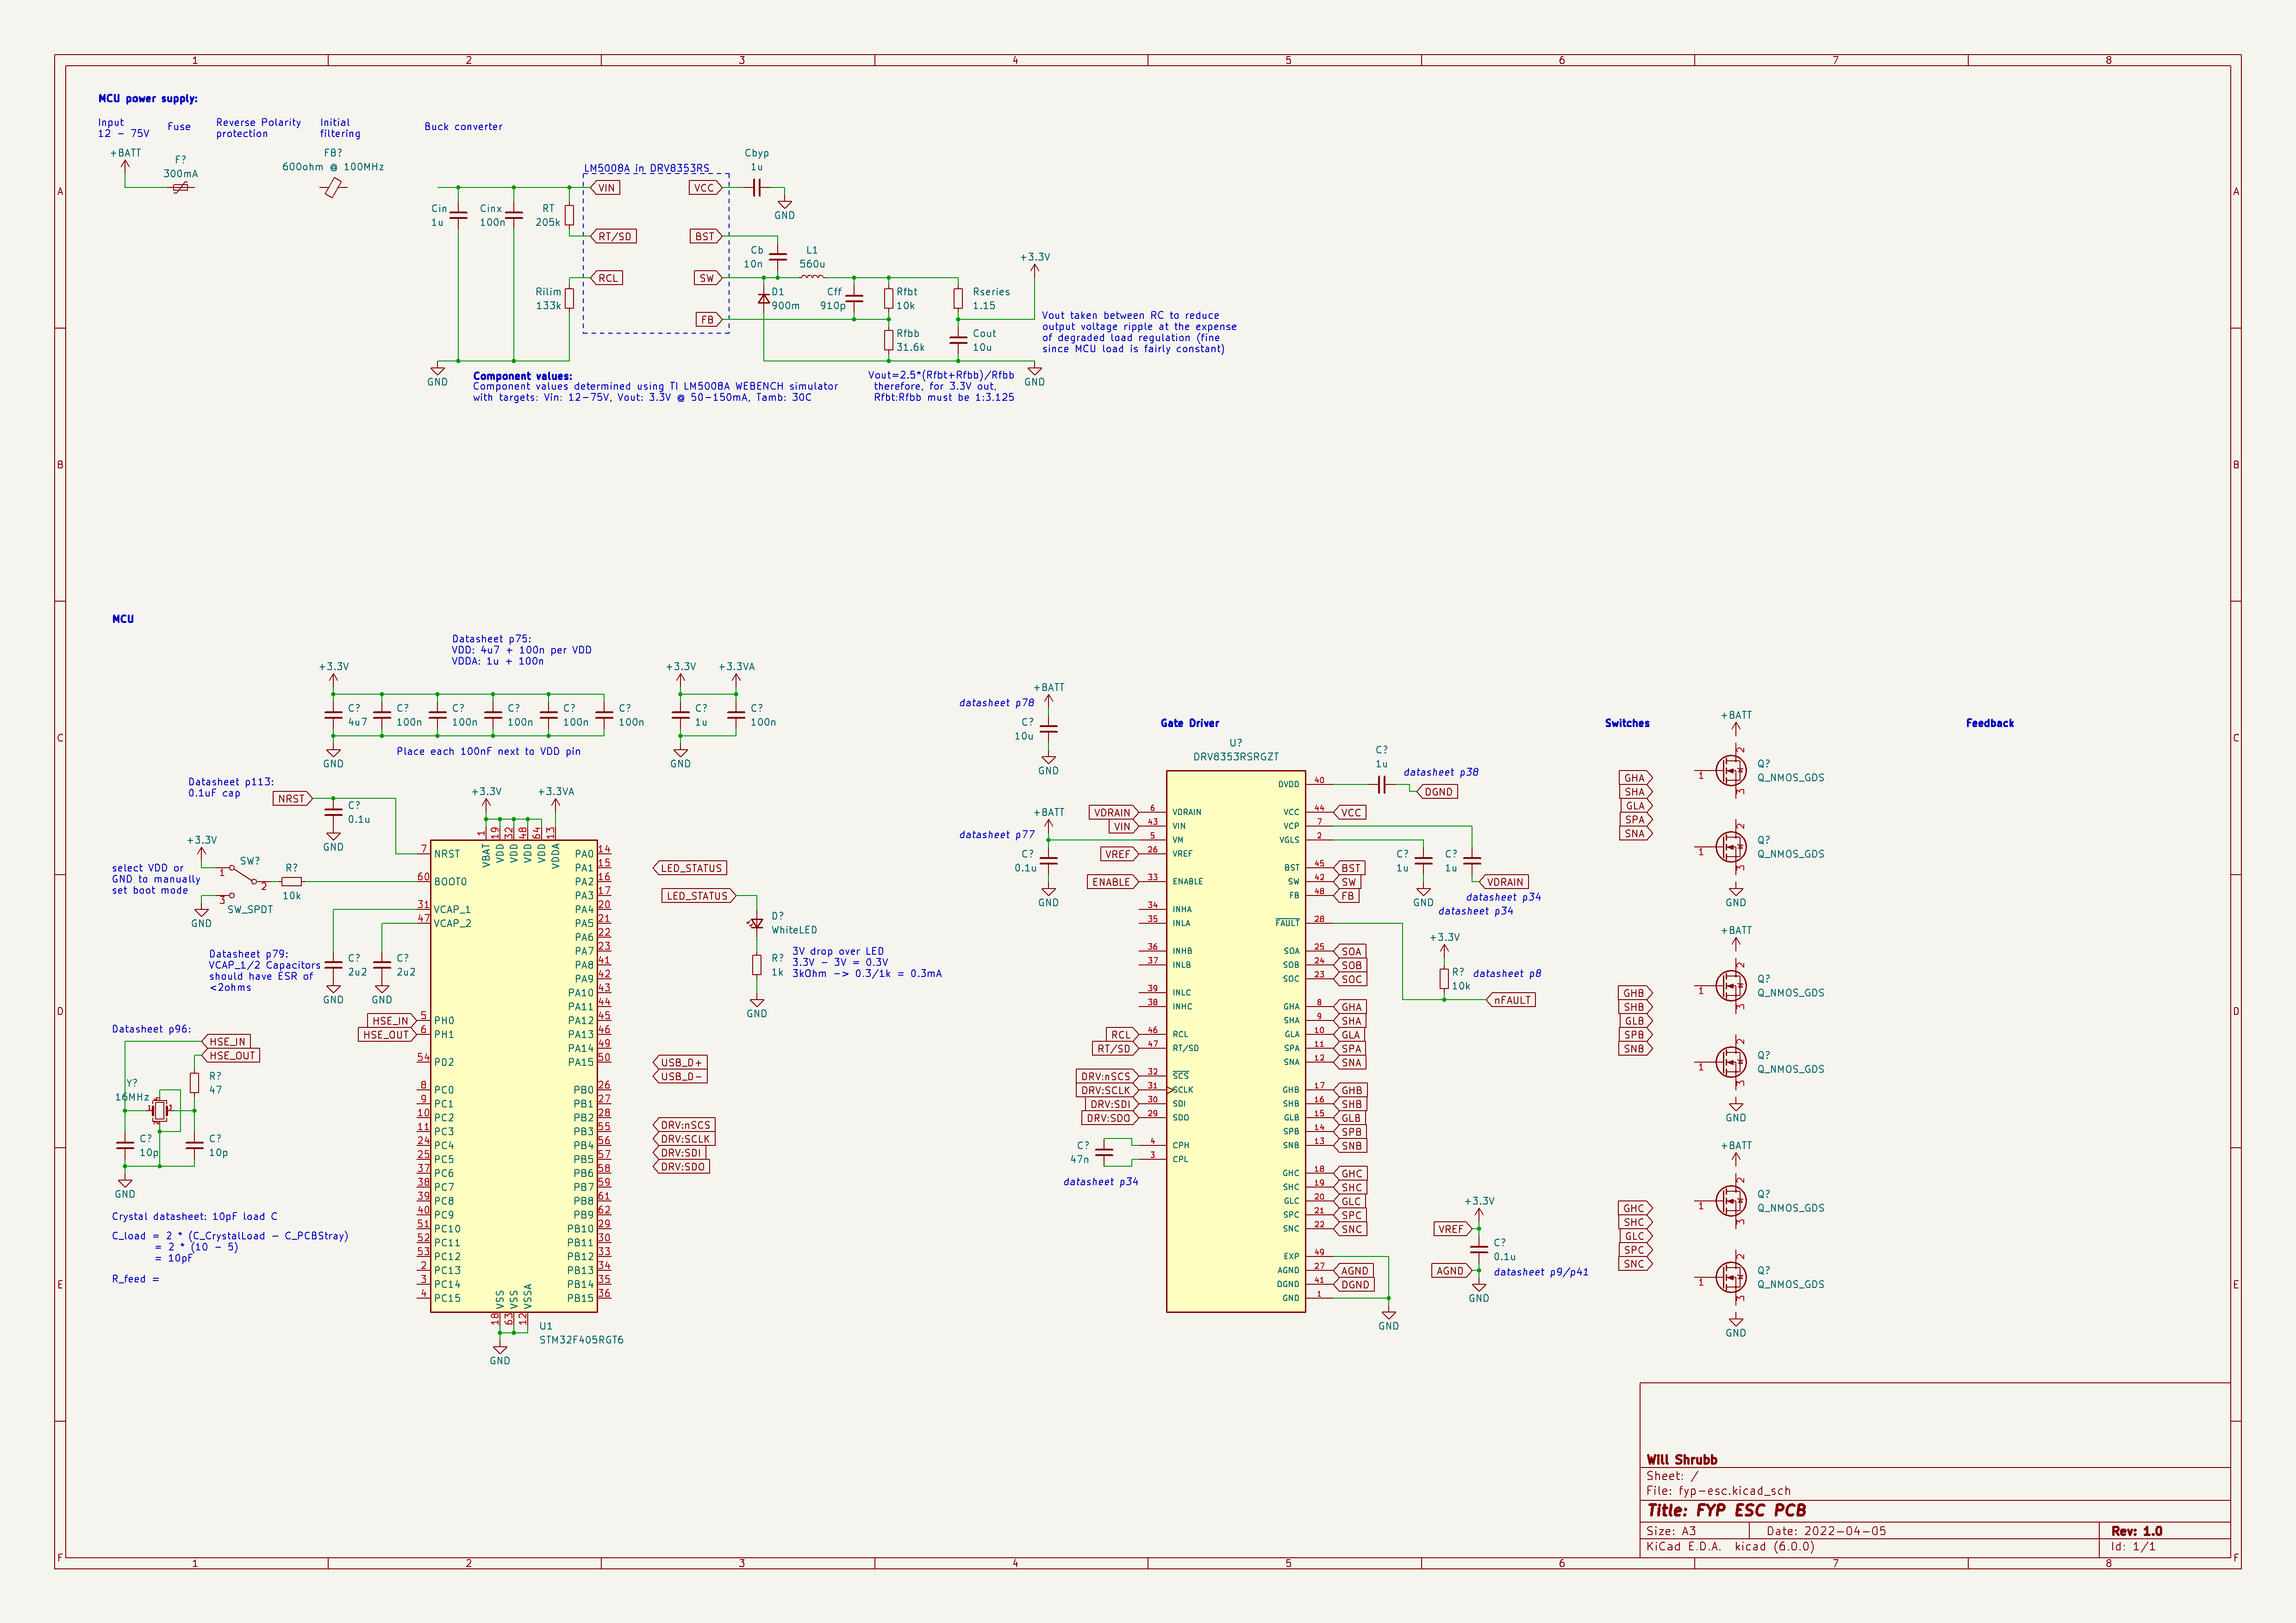 1 2 3 4 5 6 7 8
A
B
C
D
E
F
MCU power supply:
Input
12 - 75V
Fuse
Reverse Polarity
protection
Initial
filtering
Buck converter
+BATT
F?
300mA
FB?
600ohm @ 100MHz
LM5008A in DRV8353RS
VIN
RT/SD
RCL
VCC
BST
SW
FB
Cin
1u
Cinx
100n
RT
205k
Rilim
133k
Cbyp
1u
GND
Cb
10n
L1
560u
D1
900m
Cff
910p
Rfbt
10k
Rfbb
31.6k
Rseries
1.15
Cout
10u
+3.3V
Vout taken between RC to reduce
output voltage ripple at the expense
of degraded load regulation (fine
since MCU load is fairly constant)
GND
GND
Component values:
Component values determined using TI LM5008A WEBENCH simulator
with targets: Vin: 12-75V, Vout: 3.3V @ 50-150mA, Tamb: 30C
Vout=2.5*(Rfbt+Rfbb)/Rfbb
therefore, for 3.3V out,
Rfbt:Rfbb must be 1:3.125
MCU
Datasheet p75:
VDD: 4u7 + 100n per VDD
VDDA: 1u + 100n
+3.3V
C?
4u7
C?
100n
C?
100n
C?
100n
C?
100n
C?
100n
GND
Place each 100nF next to VDD pin
+3.3V
+3.3VA
C?
1u
C?
100n
GND
Datasheet p113:
0.1uF cap
NRST
C?
0.1u
GND
+3.3V
SW?
1
2
3
SW_SPDT
R?
10k
GND
select VDD or
GND to manually
set boot mode
Datasheet p79:
VCAP_1/2 Capacitors
should have ESR of
<2ohms
C?
2u2
C?
2u2
GND
GND
HSE_IN
HSE_OUT
Datasheet p96:
HSE_IN
HSE_OUT
R?
47
Y?
16MHz
C?
10p
C?
10p
GND
Crystal datasheet: 10pF load C
C_load = 2 * (C_CrystalLoad - C_PCBStray)
= 2 * (10 - 5)
= 10pF
R_feed =
+3.3V
+3.3VA
1 VBAT
19 VDD
32 VDD
48 VDD
64 VDD
13 VDDA
7 NRST
60 BOOT0
31 VCAP_1
47 VCAP_2
5 PH0
6 PH1
54 PD2
8 PC0
9 PC1
10 PC2
11 PC3
24 PC4
25 PC5
37 PC6
38 PC7
39 PC8
40 PC9
51 PC10
52 PC11
53 PC12
2 PC13
3 PC14
4 PC15
PA0 14
PA1 15
PA2 16
PA3 17
PA4 20
PA5 21
PA6 22
PA7 23
PA8 41
PA9 42
PA10 43
PA11 44
PA12 45
PA13 46
PA14 49
PA15 50
PB0 26
PB1 27
PB2 28
PB3 55
PB4 56
PB5 57
PB6 58
PB7 59
PB8 61
PB9 62
PB10 29
PB11 30
PB12 33
PB13 34
PB14 35
PB15 36
18 VSS
63 VSS
12 VSSA
U1
STM32F405RGT6
GND
LED_STATUS
LED_STATUS
D?
WhiteLED
R?
1k
GND
3V drop over LED
3.3V - 3V = 0.3V
3kOhm -> 0.3/1k = 0.3mA
USB_D+
USB_D-
DRV:nSCS
DRV:SCLK
DRV:SDI
DRV:SDO
+BATT
datasheet p78
C?
10u
GND
+BATT
datasheet p77
C?
0.1u
GND
Gate Driver
U?
DRV8353RSRGZT
VDRAIN 6 VDRAIN
VIN 43 VIN
5 VM
VREF 26 VREF
ENABLE 33 ENABLE
34 INHA
35 INLA
36 INHB
37 INLB
39 INLC
38 INHC
RCL 46 RCL
RT/SD 47 RT/SD
DRV:nSCS 32 SCS
DRV:SCLK 31 SCLK
DRV:SDI 30 SDI
DRV:SDO 29 SDO
4 CPH
3 CPL
C?
47n
datasheet p34
DVDD 40
VCC 44 VCC
VCP 7
VGLS 2
BST 45 BST
SW 42 SW
FB 48 FB
FAULT 28
SOA 25 SOA
SOB 24 SOB
SOC 23 SOC
GHA 8 GHA
SHA 9 SHA
GLA 10 GLA
SPA 11 SPA
SNA 12 SNA
GHB 17 GHB
SHB 16 SHB
GLB 15 GLB
SPB 14 SPB
SNB 13 SNB
GHC 18 GHC
SHC 19 SHC
GLC 20 GLC
SPC 21 SPC
SNC 22 SNC
EXP 49
AGND 27 AGND
DGND 41 DGND
GND 1
GND
C?
1u
datasheet p38
DGND
C?
1u
C?
1u
GND
VDRAIN
datasheet p34
datasheet p34
+3.3V
R?
10k
datasheet p8
nFAULT
+3.3V
VREF
C?
0.1u
AGND
datasheet p9/p41
GND
Switches
GHA
SHA
GLA
SPA
SNA
GHB
SHB
GLB
SPB
SNB
GHC
SHC
GLC
SPC
SNC
+BATT
1
2
3
Q?
Q_NMOS_GDS
1
2
3
Q?
Q_NMOS_GDS
GND
+BATT
1
2
3
Q?
Q_NMOS_GDS
1
2
3
Q?
Q_NMOS_GDS
GND
+BATT
1
2
3
Q?
Q_NMOS_GDS
1
2
3
Q?
Q_NMOS_GDS
GND
Feedback
Will Shrubb
Sheet: /
File: fyp-esc.kicad_sch
Title: FYP ESC PCB
Size: A3 Date: 2022-04-05 Rev: 1.0
KiCad E.D.A. kicad (6.0.0) Id: 1/1
A
B
C
D
E
F
1 2 3 4 5 6 7 8